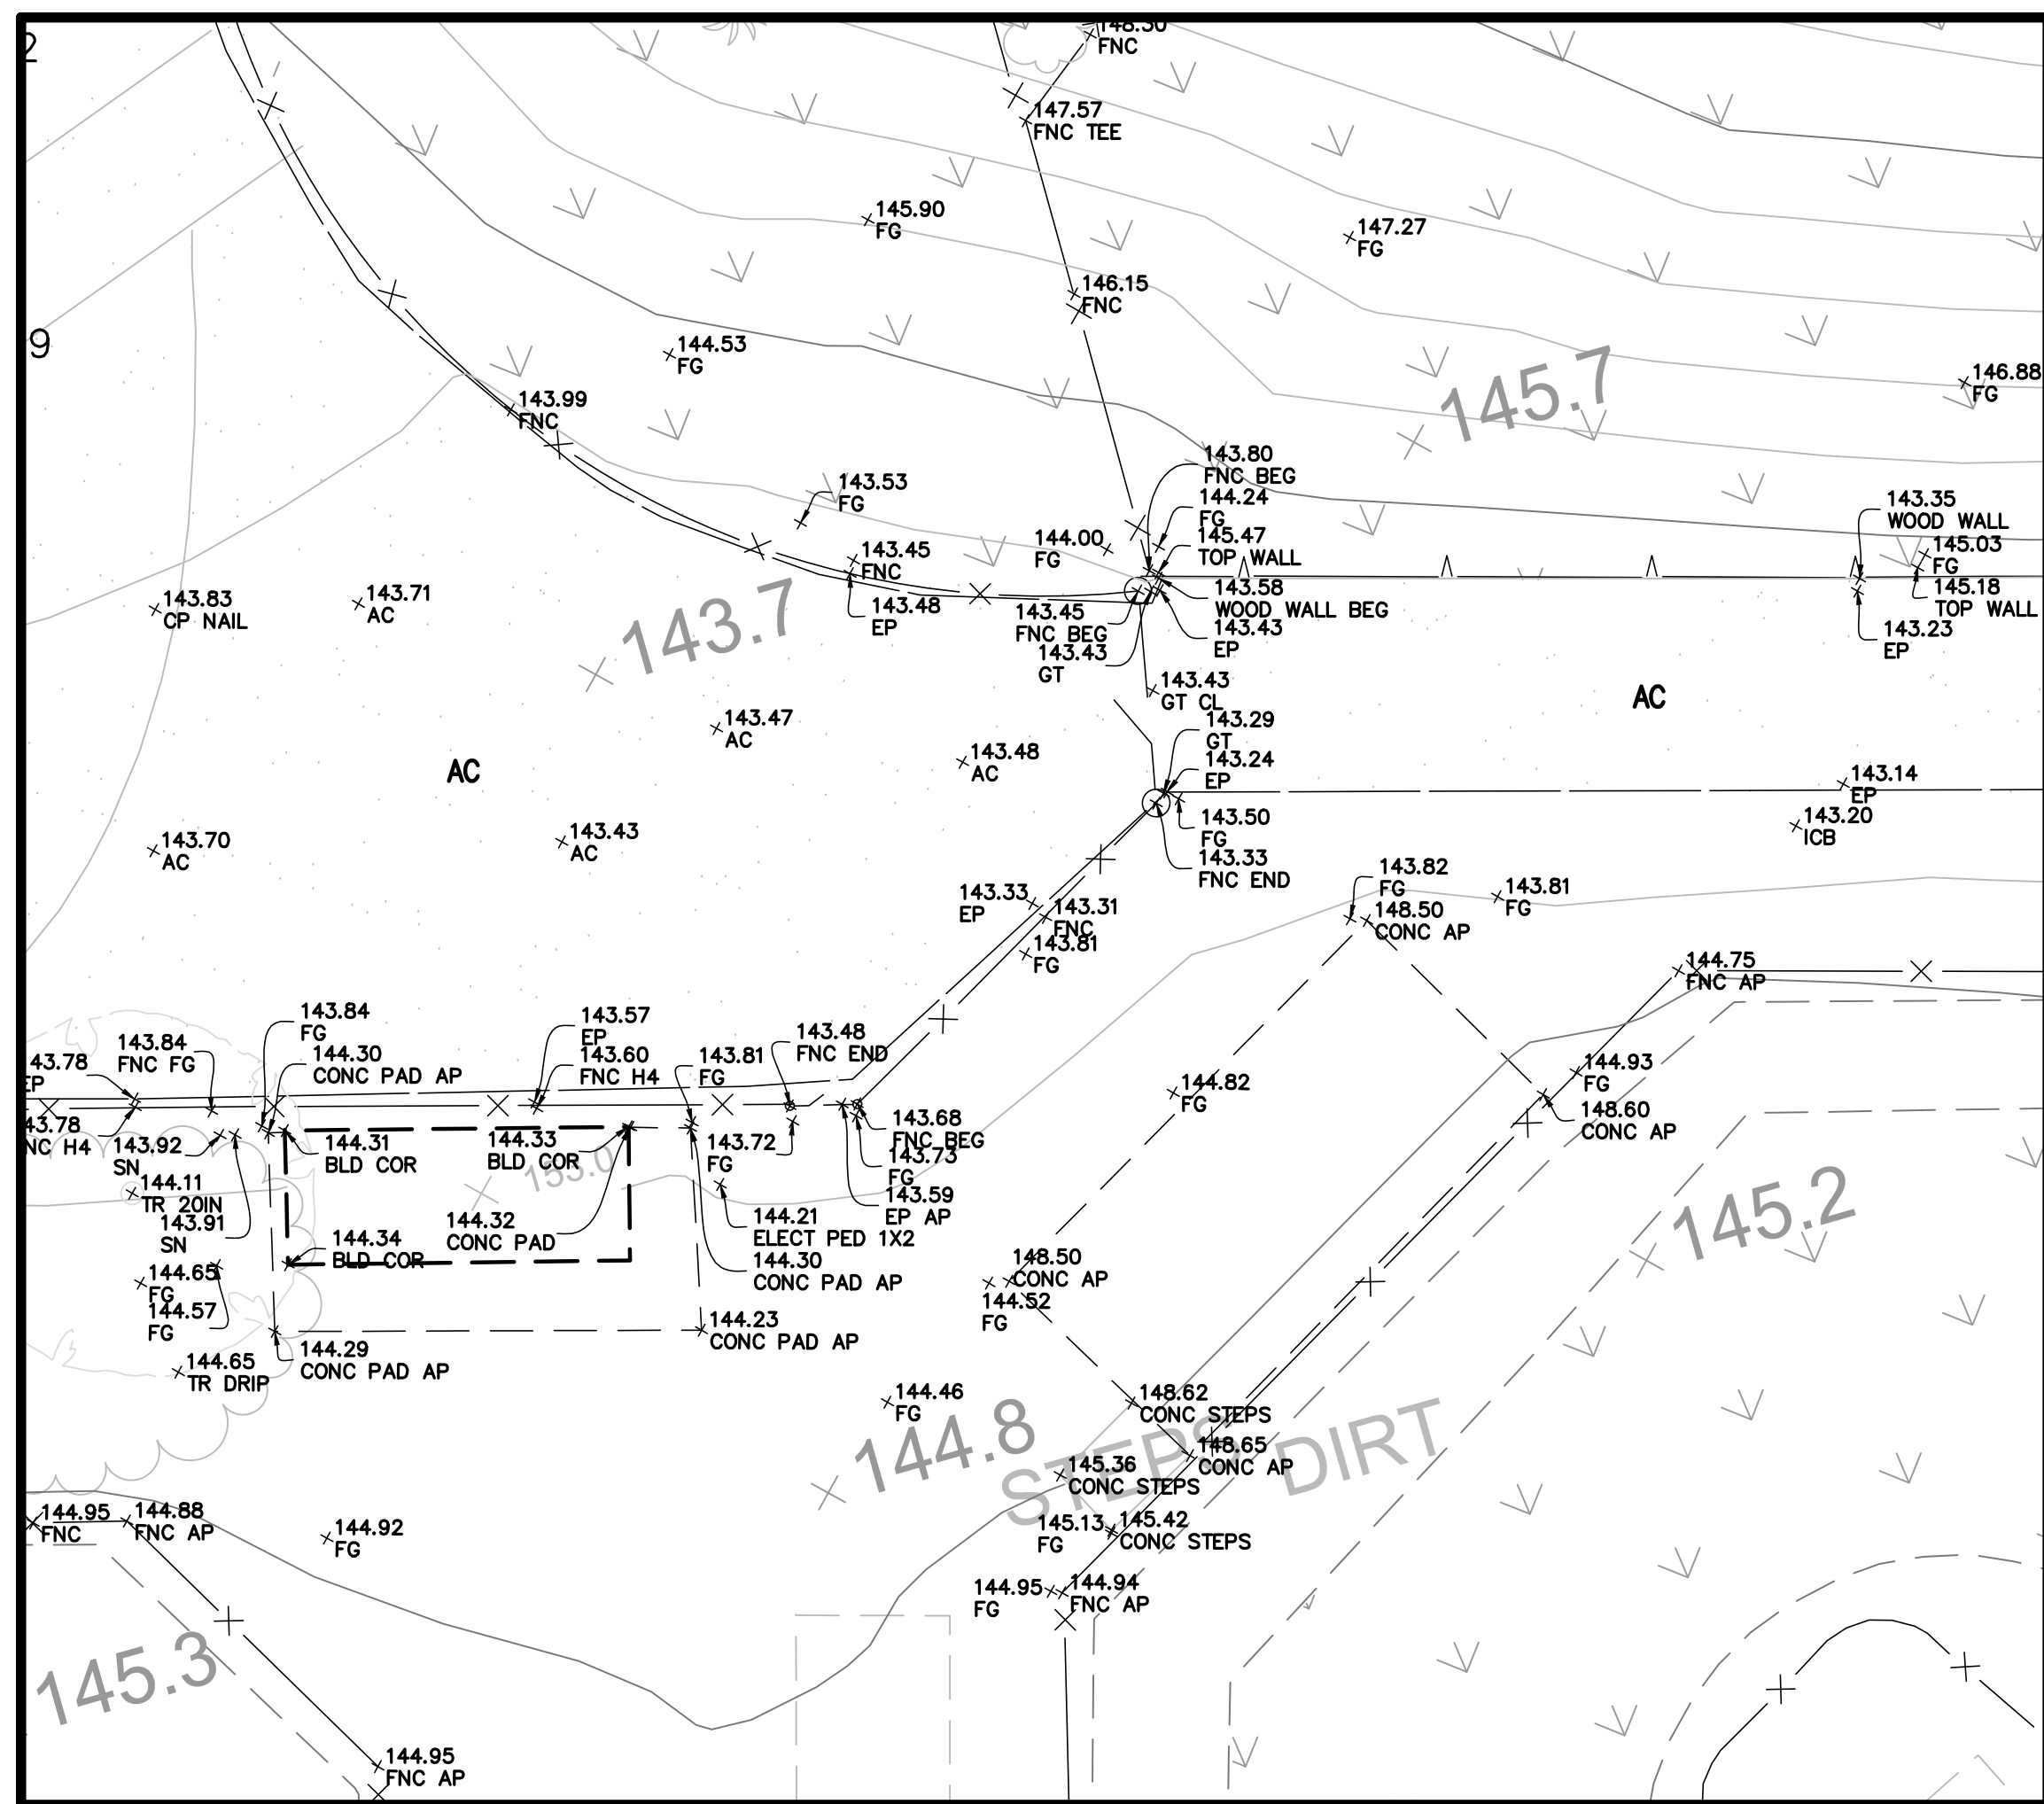 2
148.30
FNC
147.57
FNC TEE
145.90
FG
147.27
FG
146.15
FNC
9
144.53
FG
145.7
146.88
FG
143.99
FNC
143.80
FNC BEG
143.53
FG
144.24
FG
143.35
WOOD WALL
144.00
FG
145.47
TOP WALL
145.03
FG
143.45
FNC
143.83
CP NAIL
143.71
AC
143.7
143.48
EP
143.45
FNC BEG
143.58
WOOD WALL BEG
145.18
TOP WALL
143.43
EP
143.23
EP
143.43
GT
143.43
GT CL
AC
143.47
AC
143.29
GT
143.48
AC
143.24
EP
AC
143.14
EP
143.70
AC
143.43
AC
143.50
FG
143.20
ICB
143.33
FNC END
143.82
FG
143.33
EP
143.31
FNC
143.81
FG
148.50
CONC AP
143.81
FG
144.75
FNC AP
143.84
FG
143.57
EP
143.48
FNC END
143.84
FNC FG
144.30
CONC PAD AP
143.60
FNC H4
143.81
FG
43.78
EP
144.82
FG
144.93
FG
43.78
NC H4
143.92
SN
144.31
BLD COR
144.33
BLD COR
143.72
FG
143.68
FNC BEG
148.60
CONC AP
143.73
FG
153.0
144.11
TR 20IN
143.59
EP AP
145.2
143.91
SN
144.32
CONC PAD
144.21
ELECT PED 1X2
144.34
BLD COR
144.30
CONC PAD AP
148.50
CONC AP
144.65
FG
144.52
FG
144.57
FG
144.23
CONC PAD AP
144.29
CONC PAD AP
144.65
TR DRIP
144.46
FG
148.62
CONC STEPS
144.8
STEPS DIRT
148.65
CONC AP
145.36
CONC STEPS
144.95
FNC
144.88
FNC AP
144.92
FG
145.13
FG
145.42
CONC STEPS
144.95
FG
144.94
FNC AP
145.3
144.95
FNC AP